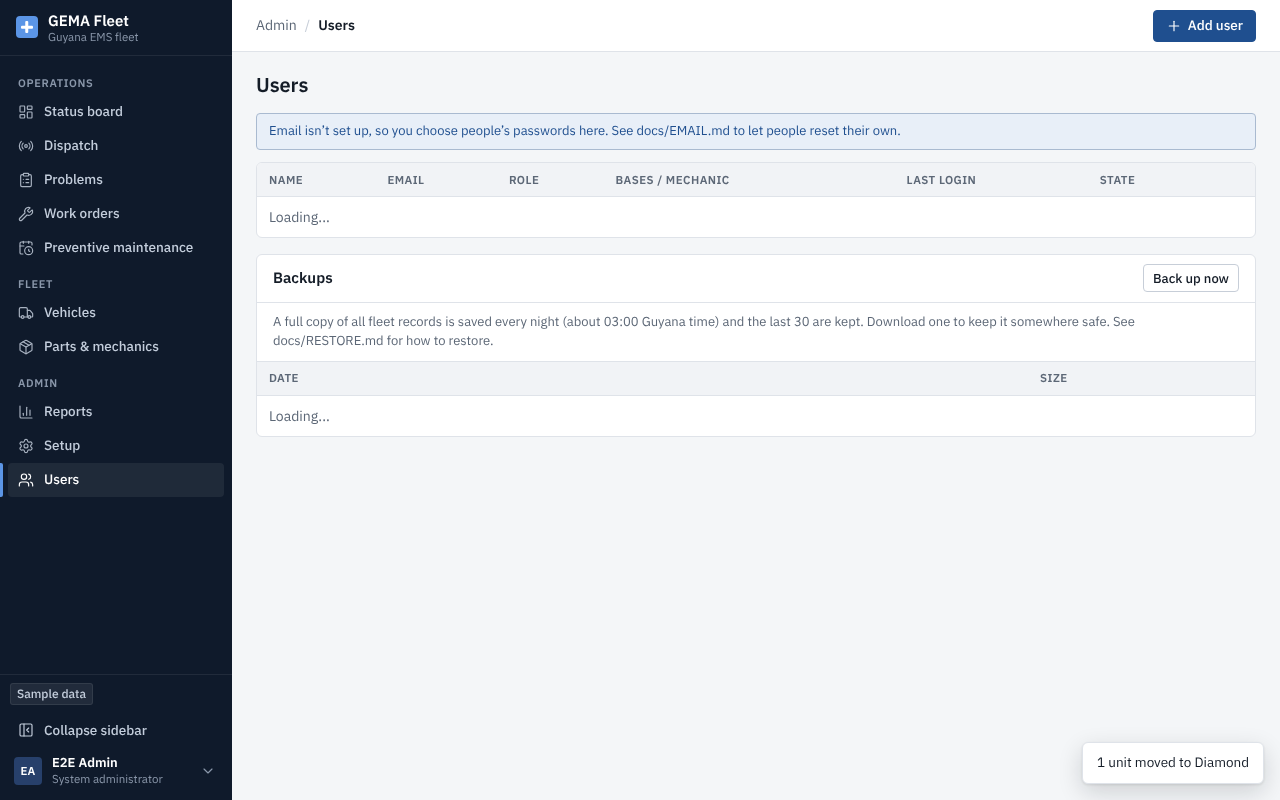 GEMA Fleet
Guyana EMS fleet
OPERATIONS
Status board
Dispatch
Problems
Work orders
Preventive maintenance
FLEET
Vehicles
Parts & mechanics
ADMIN
Reports
Setup
Users
Sample data
Collapse sidebar
EA
E2E Admin
System administrator
Admin / Users
Add user
Users
Email isn’t set up, so you choose people’s passwords here. See docs/EMAIL.md to let people reset their own.
NAME EMAIL ROLE BASES / MECHANIC LAST LOGIN STATE
Loading...
Backups
Back up now
A full copy of all fleet records is saved every night (about 03:00 Guyana time) and the last 30 are kept. Download one to keep it somewhere safe. See
docs/RESTORE.md for how to restore.
DATE SIZE
Loading...
1 unit moved to Diamond